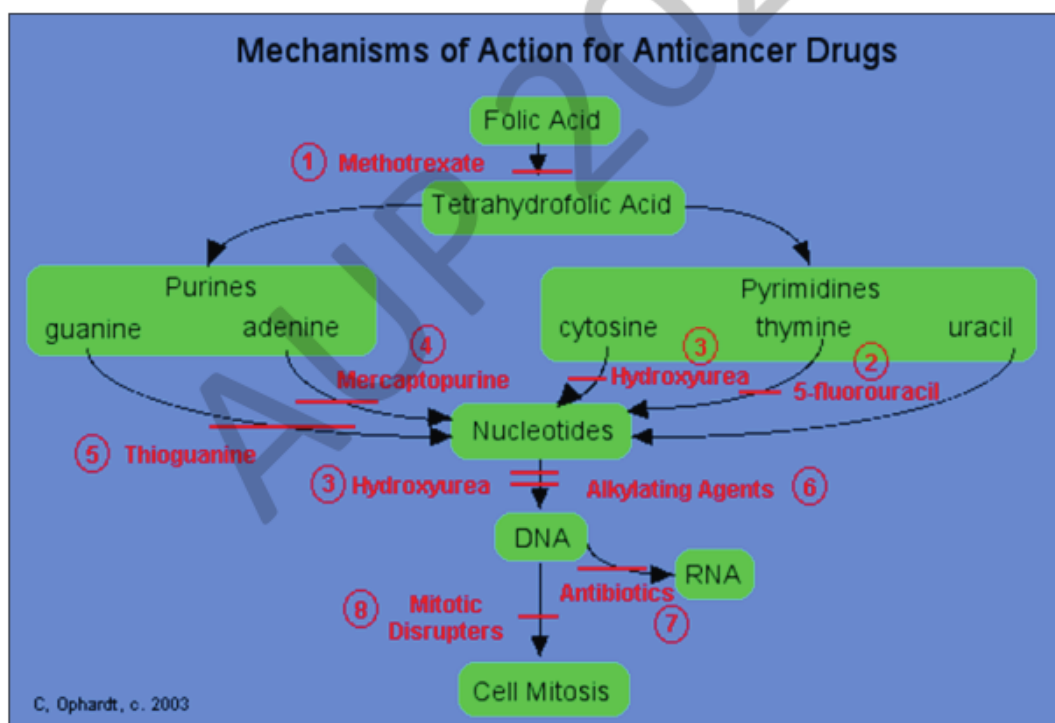 Mechanisms of Action for Anticancer Drugs
Folic Acid
1 Methotrexate
Tetrahydrofolic Acid
Purines
guanine adenine
Pyrimidines
cytosine thymine uracil
4
Mercaptopurine
3
Hydroxyurea
2
5-fluorouracil
Nucleotides
5 Thioguanine
3 Hydroxyurea
Alkylating Agents 6
DNA
RNA
Antibiotics
7
8 Mitotic
Disrupters
Cell Mitosis
C, Ophardt, c. 2003